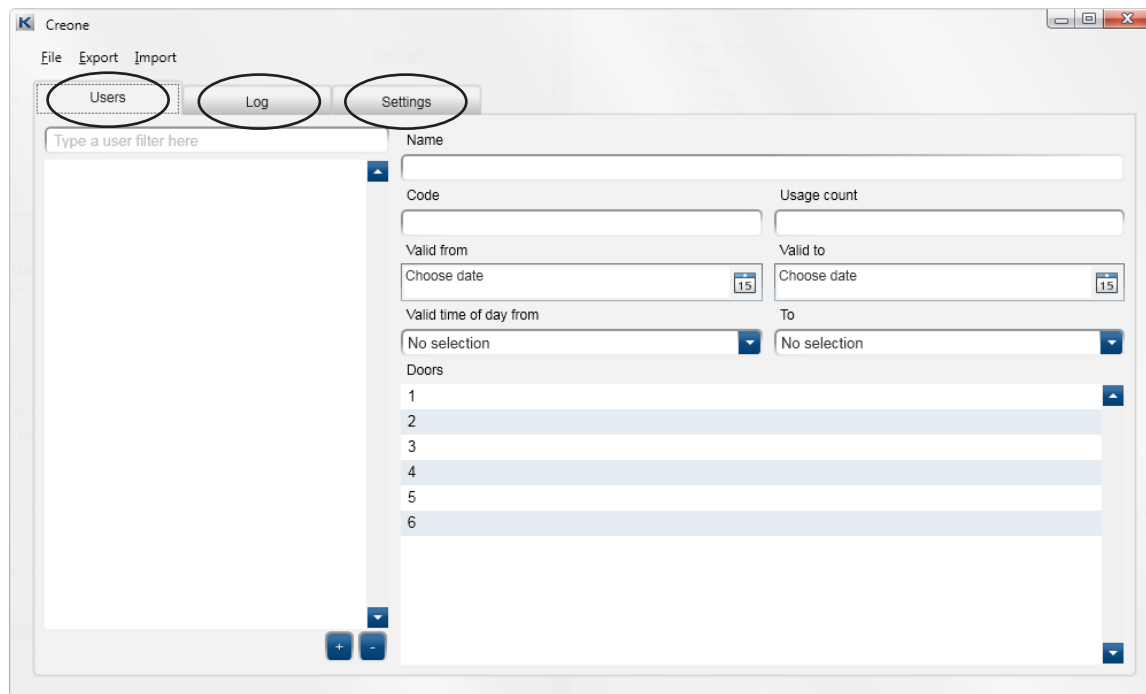 Creone
File Export Import
Users Log Settings
Type a user filter here
Name
Code Usage count
Valid from Valid to
Choose date 15 Choose date 15
Valid time of day from To
No selection No selection
Doors
1
2
3
4
5
6
+ -